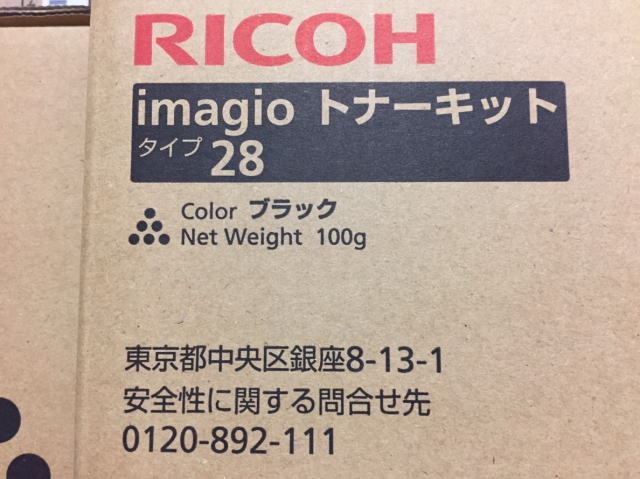 RICOH
imagio トナーキット
タイプ 28
Color ブラック
Net Weight 100g
東京都中央区銀座8-13-1
安全性に関する問合せ先
0120-892-111